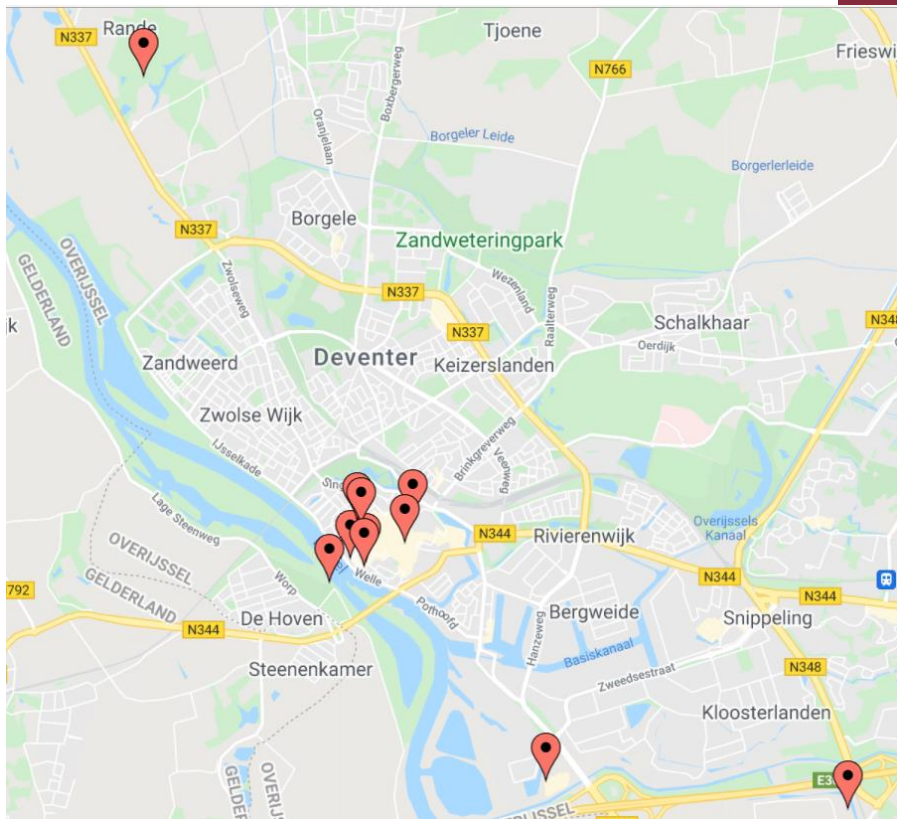 Rande
N337
Tjoene
Frieswi
N766
Boxbergerweg
Oranjelaan
Borgeler Leide
Borgerlerleide
Borgele
N337
OVERIJSSEL
GELDERLAND
Zandweteringpark
Zwolseweg
Wezenland
N337
Raalterweg
k
N337
Schalkhaar
N348
Oerdijk
Deventer
Zandweerd
Keizerslanden
Zwolse Wijk
IJsselkade
Brinkgreverweg
Veenweg
Sing
Lage Steenweg
Overijssels
Kanaal
N344
Rivierenwijk
OVERIJSSEL
GELDERLAND
Worp
Welle
792
N344
N344
De Hoven
Pothoofd
Bergweide
Snippeling
N344
Hanzeweg
Basiskanaal
Steenenkamer
Zweedsestraat
N348
Kloosterlanden
OVERIJSSEL
GELDERLAND
E3
OVERIJSSEL